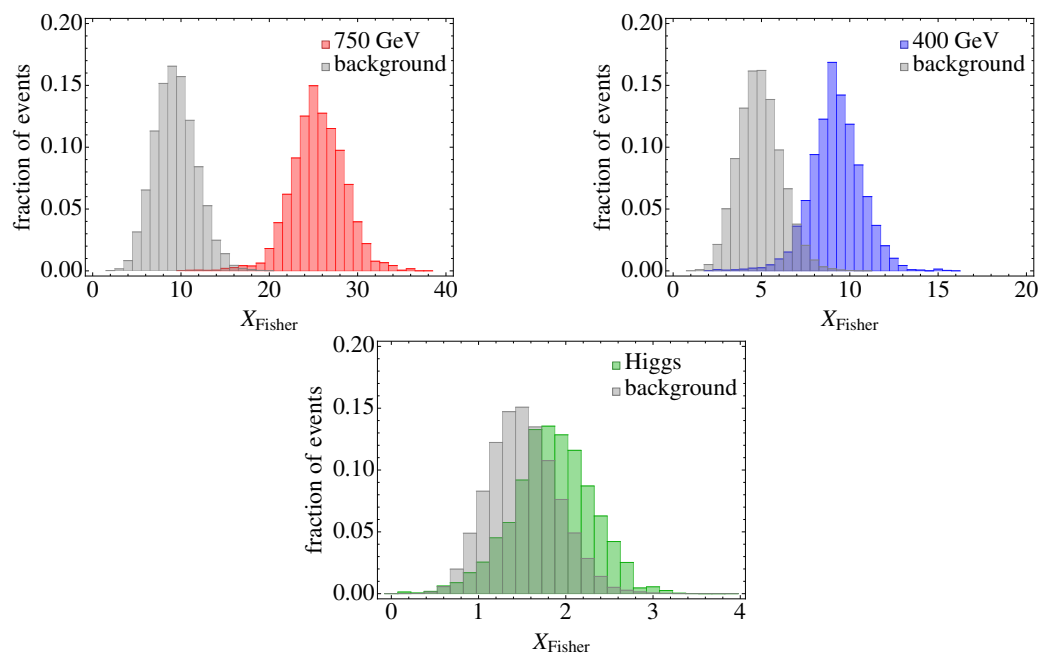 0.20
0.15
0.10
0.05
0.00
fraction of events
750 GeV
background
0 10 20 30 40
XFisher
0.20
0.15
0.10
0.05
0.00
fraction of events
400 GeV
background
0 5 10 15 20
XFisher
0.20
0.15
0.10
0.05
0.00
fraction of events
Higgs
background
0 1 2 3 4
XFisher